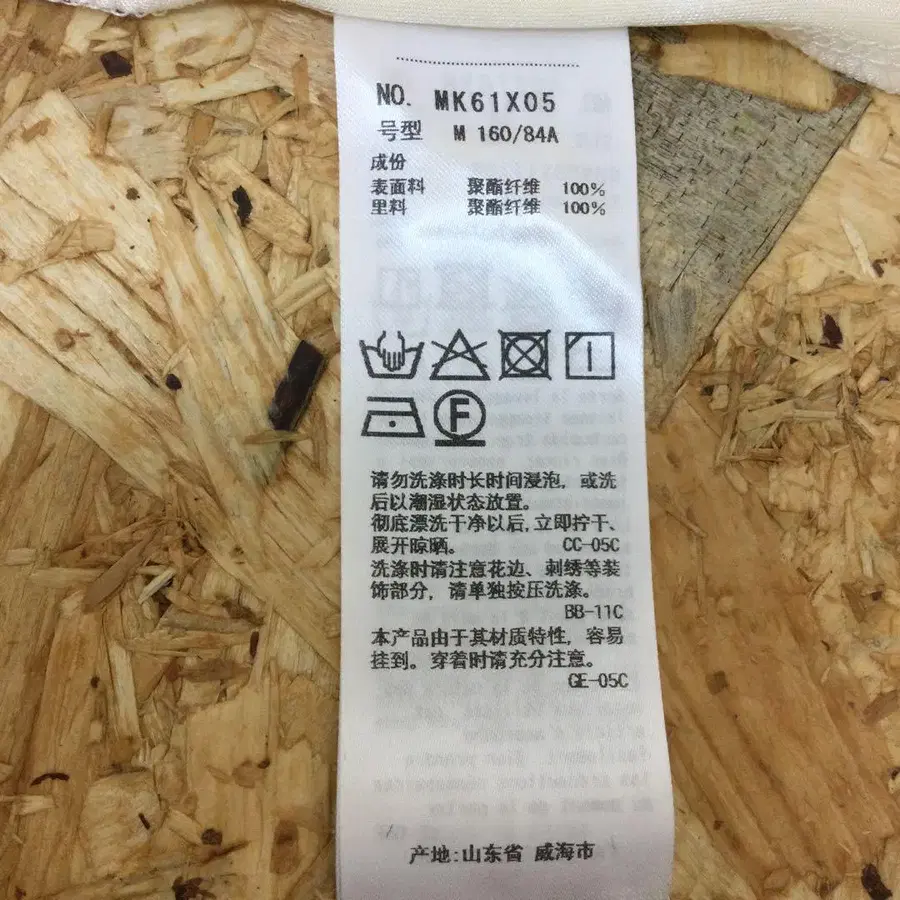 NO. MK61X05
号型 M 160/84A
成份
表面料 聚酯纤维 100%
里料 聚酯纤维 100%
F
请勿洗涤时长时间浸泡，或洗
后以潮湿状态放置。
彻底漂洗干净以后，立即拧干、
展开晾晒。 CC-05C
洗涤时请注意花边、刺绣等装
饰部分，请单独按压洗涤。
BB-11C
本产品由于其材质特性，容易
挂到。穿着时请充分注意。
GE-05C
产地:山东省 威海市